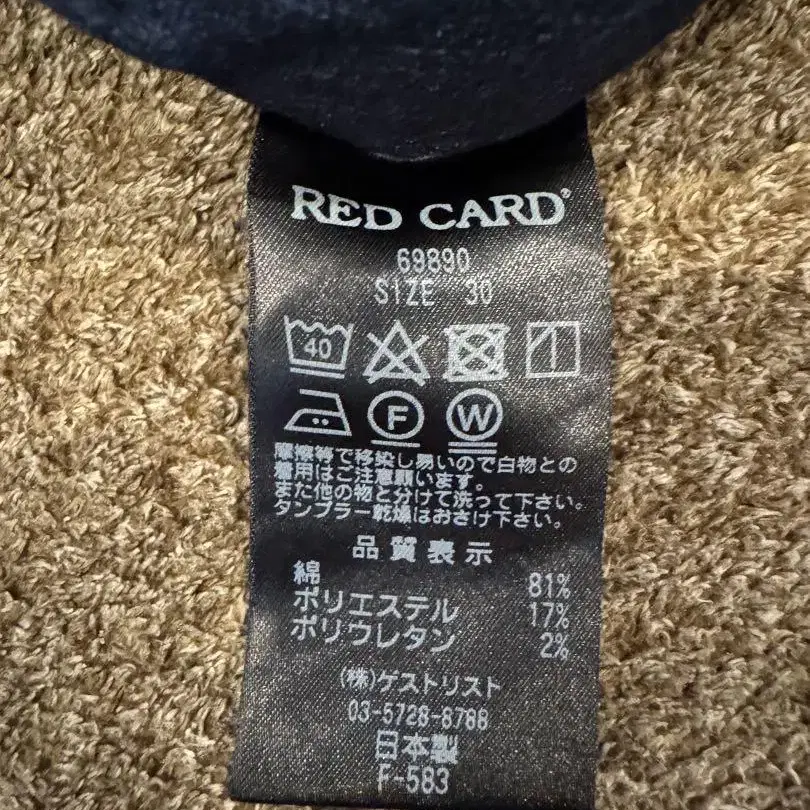 RED CARD®
69890
SIZE 30
40
F W
摩擦等で移染し易いので白物との
着用はご注意願います。
また他の物と分けて洗って下さい。
タンブラー乾燥はおさけ下さい。
品質表示
綿 81%
ポリエステル 17%
ポリウレタン 2%
(株)ゲストリスト
03-5728-8788
日本製
F-583